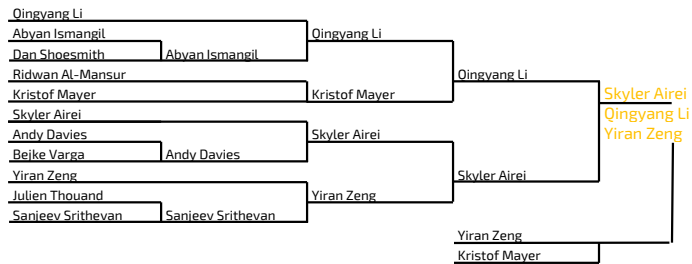 Qingyang Li
Abyan Ismangil
Dan Shoesmith
Abyan Ismangil
Qingyang Li
Ridwan Al-Mansur
Kristof Mayer
Kristof Mayer
Qingyang Li
Skyler Airei
Andy Davies
Bejke Varga
Andy Davies
Skyler Airei
Yiran Zeng
Julien Thouand
Sanjeev Srithevan
Sanjeev Srithevan
Yiran Zeng
Skyler Airei
Skyler Airei
Qingyang Li
Yiran Zeng
Yiran Zeng
Kristof Mayer